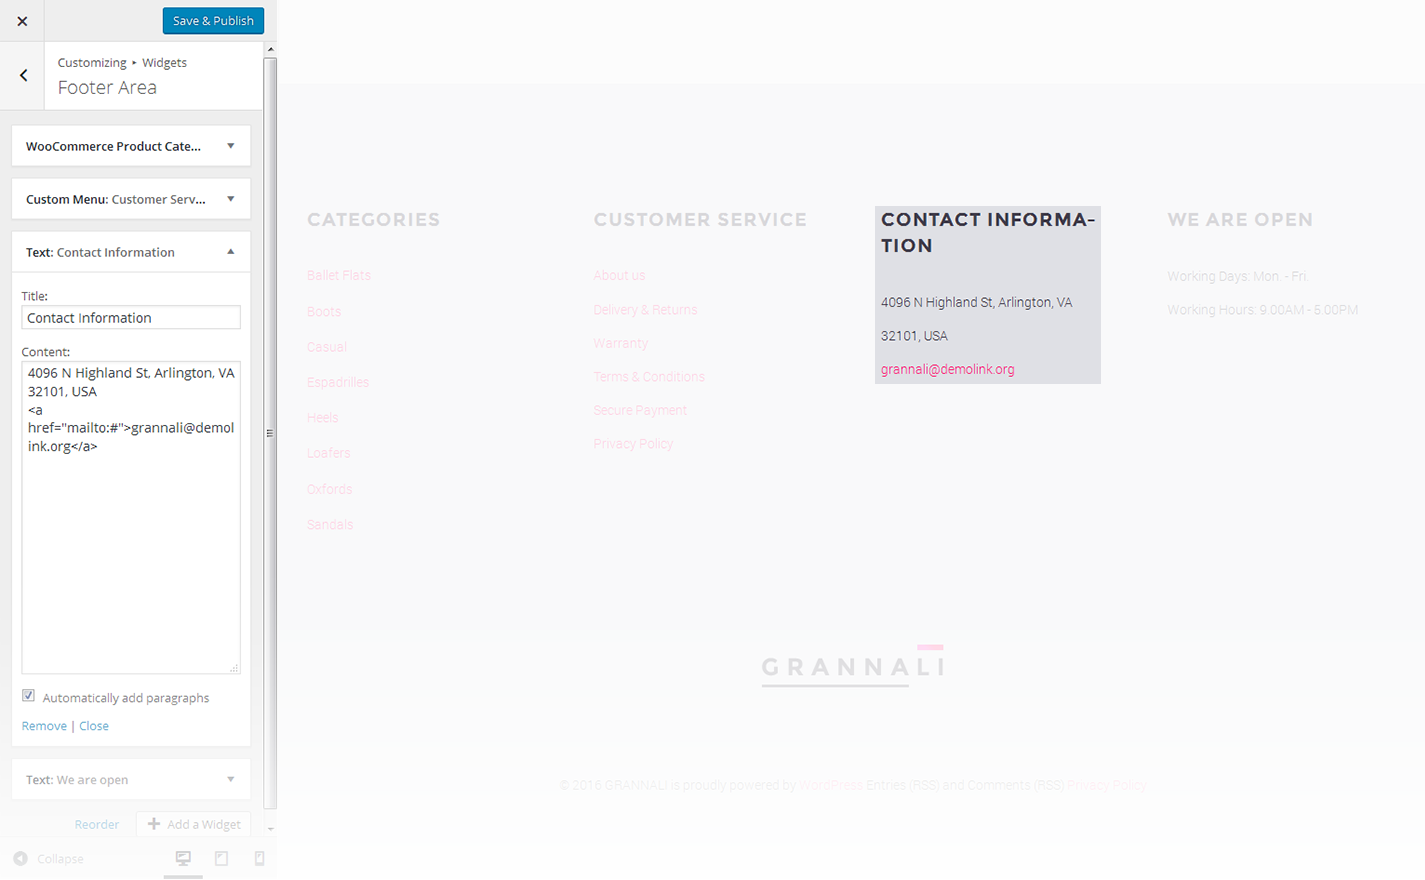 Save & Publish
Customizing ▸ Widgets
Footer Area
WooCommerce Product Cate...
Custom Menu: Customer Serv...
Text: Contact Information
Title:
Contact Information
Content:
4096 N Highland St, Arlington, VA
32101, USA
<a
href="mailto:#">grannali@demol
ink.org</a>
Automatically add paragraphs
Remove | Close
Text: We are open
Reorder
Add a Widget
Collapse
CATEGORIES
Ballet Flats
Boots
Casual
Espadrilles
Heels
Loafers
Oxfords
Sandals
CUSTOMER SERVICE
About us
Delivery & Returns
Warranty
Terms & Conditions
Secure Payment
Privacy Policy
CONTACT INFORMA-
TION
4096 N Highland St, Arlington, VA
32101, USA
grannali@demolink.org
WE ARE OPEN
Working Days: Mon. - Fri.
Working Hours: 9.00AM - 5.00PM
GRANNALI
© 2016 GRANNALI is proudly powered by WordPress Entries (RSS) and Comments (RSS) Privacy Policy